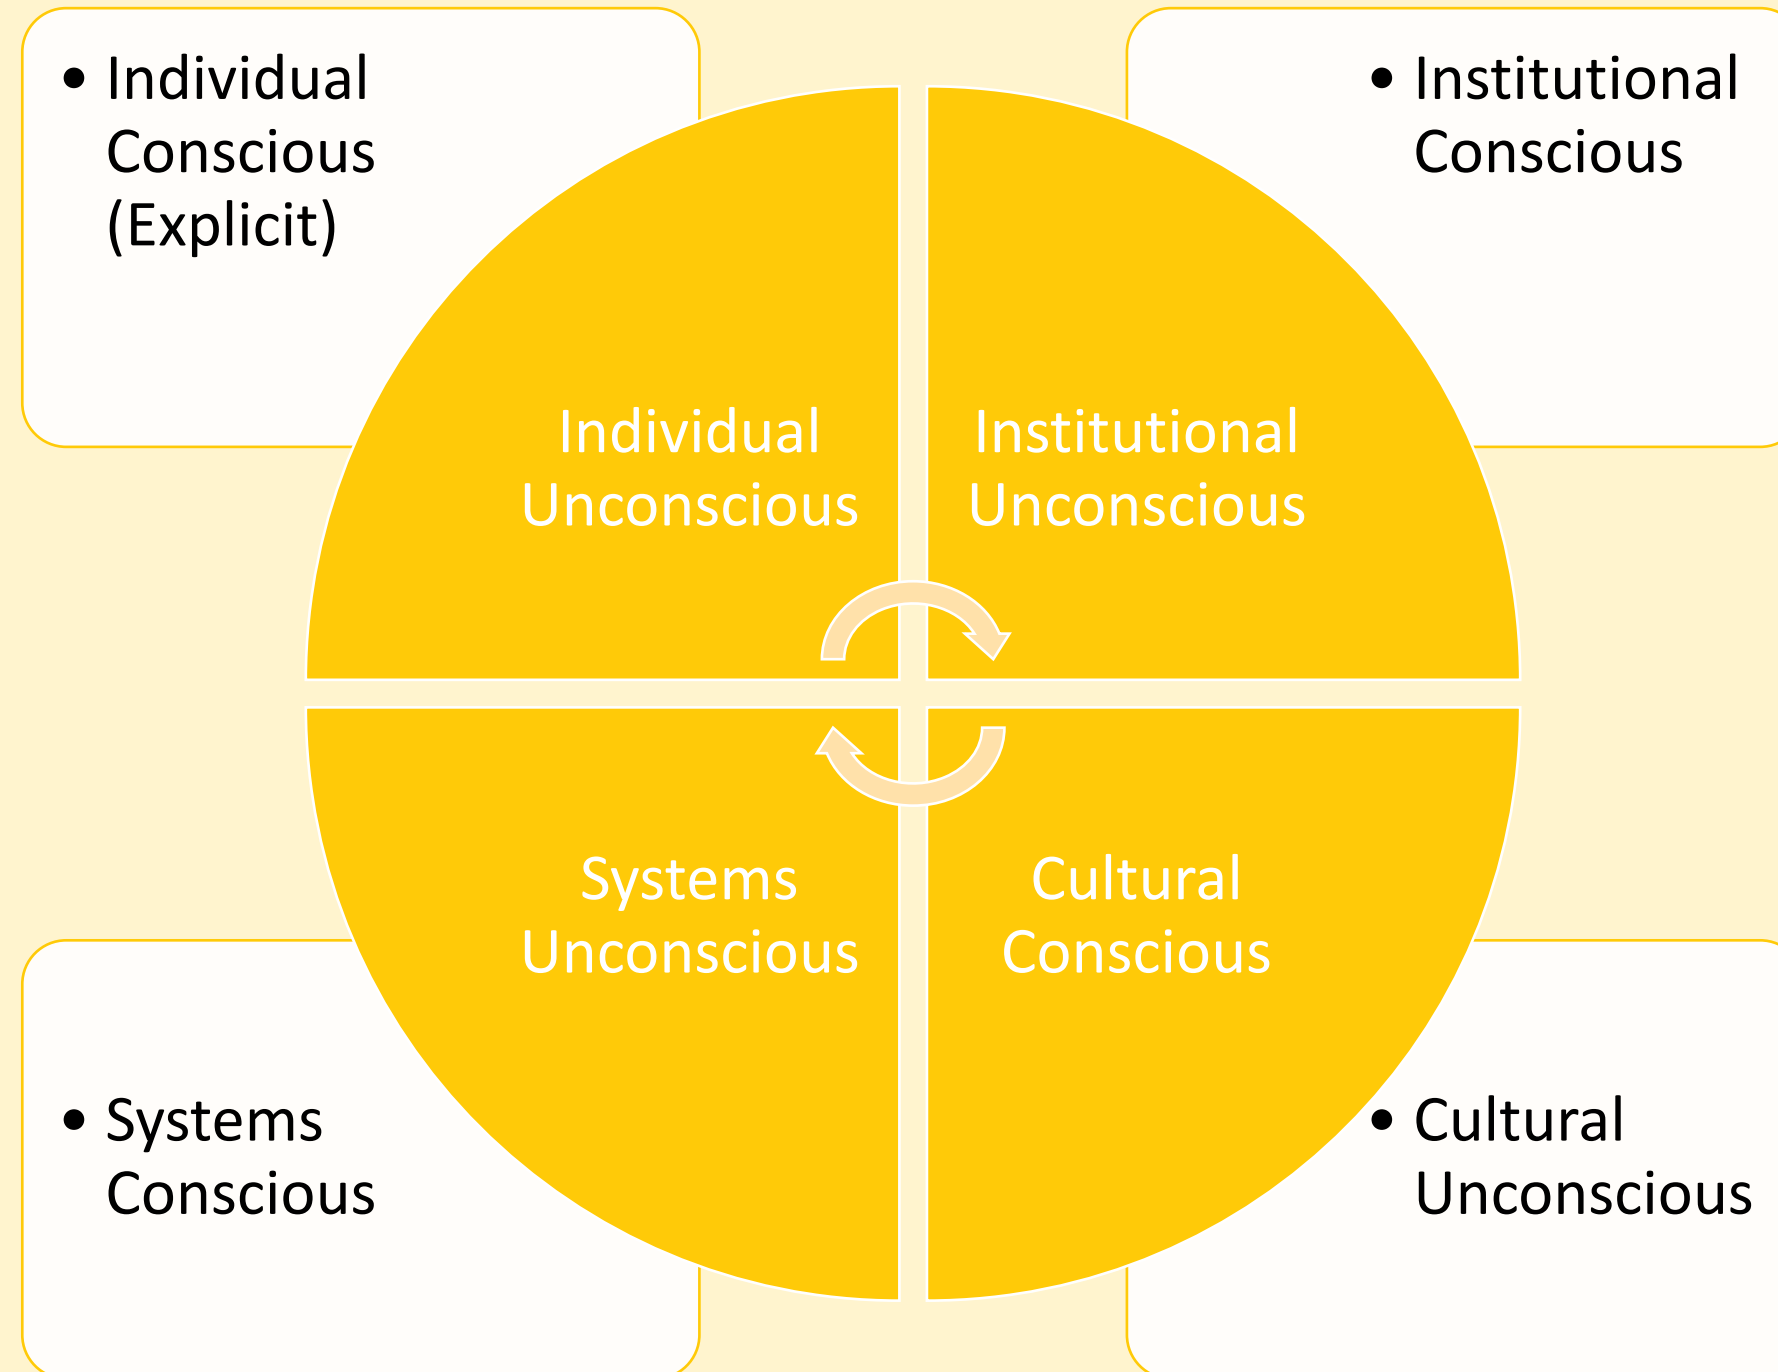 • Individual
Conscious
(Explicit)
• Institutional
Conscious
Individual
Unconscious
Institutional
Unconscious
Systems
Unconscious
Cultural
Conscious
• Systems
Conscious
• Cultural
Unconscious